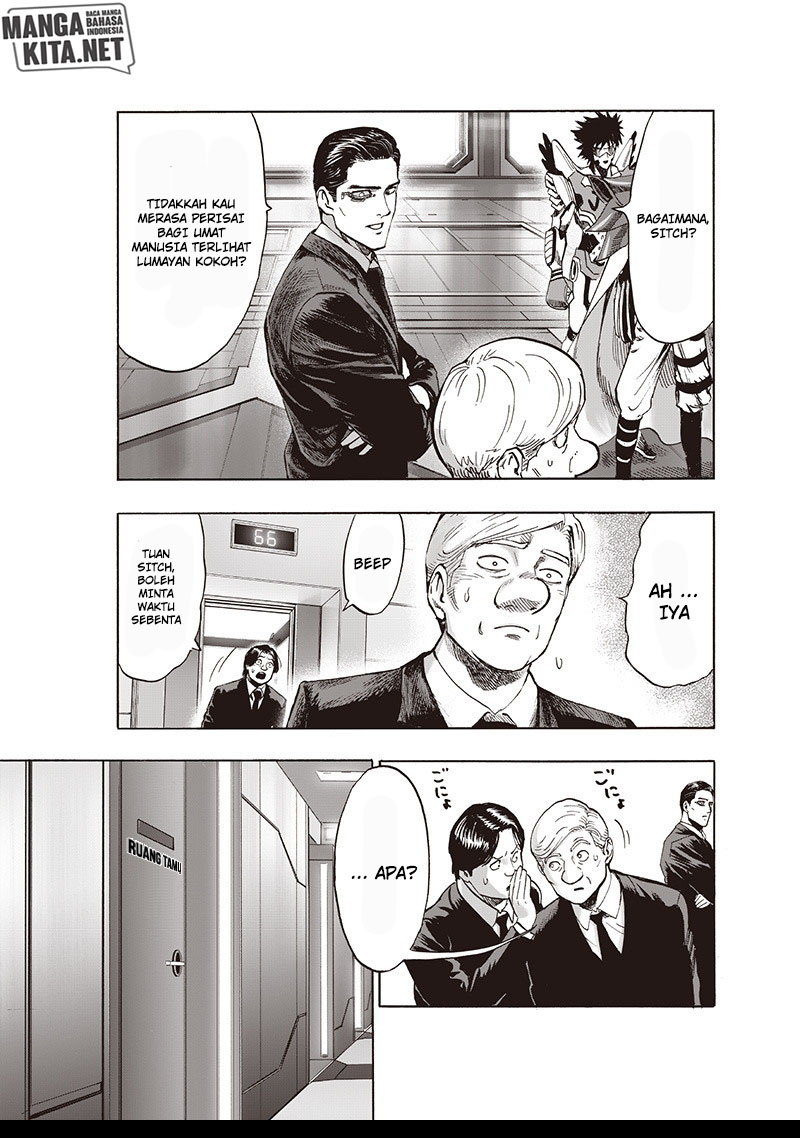 MANGA
KITA.NET
BACA MANGA
BAHASA
INDONESIA
BAGAIMANA,
SITCH?
TIDAKKAH KAU
MERASA PERISAI
BAGI UMAT
MANUSIA TERLIHAT
LUMAYAN KOKOH?
AH ...
IYA
BEEP
66
TUAN
SITCH,
BOLEH
MINTA
WAKTU
SEBENTA
ごにょ
ごにょ
... APA?
RUANG TAMU